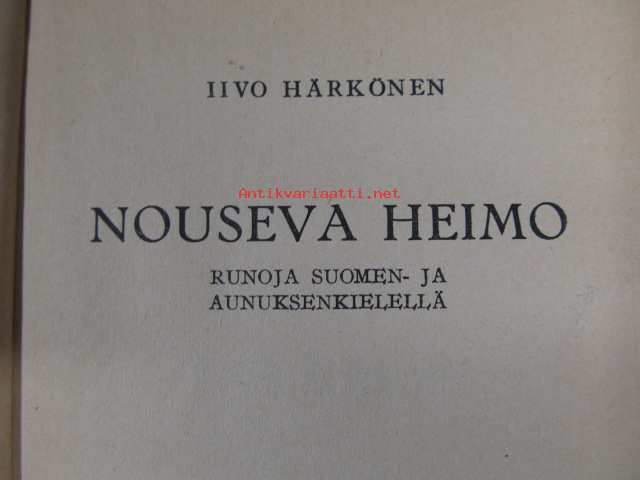 IIVO HÄRKÖNEN
Antikvariaatti.net
NOUSEVA HEIMO
RUNOJA SUOMEN- JA
AUNUKSENKIELELLÄ